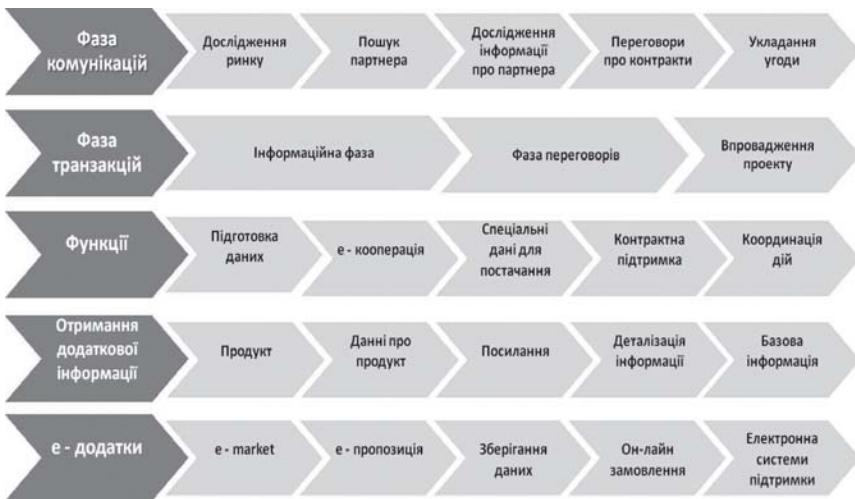 Фаза
комунікацій
Дослідження
ринку
Пошук
партнера
Дослідження
інформації
про партнера
Переговори
про контракти
Укладання
угоди
Фаза
транзакцій
Інформаційна фаза
Фаза переговорів
Впровадження
проекту
Функції
Підготовка
даних
е - кооперація
Спеціальні
дані для
постачання
Контрактна
підтримка
Координація
дій
Отримання
додаткової
інформації
Продукт
Данні про
продукт
Посилання
Деталізація
інформації
Базова
інформація
е - додатки
e - market
е - пропозиція
Зберігання
даних
Он-лайн
замовлення
Електронна
системи
підтримки